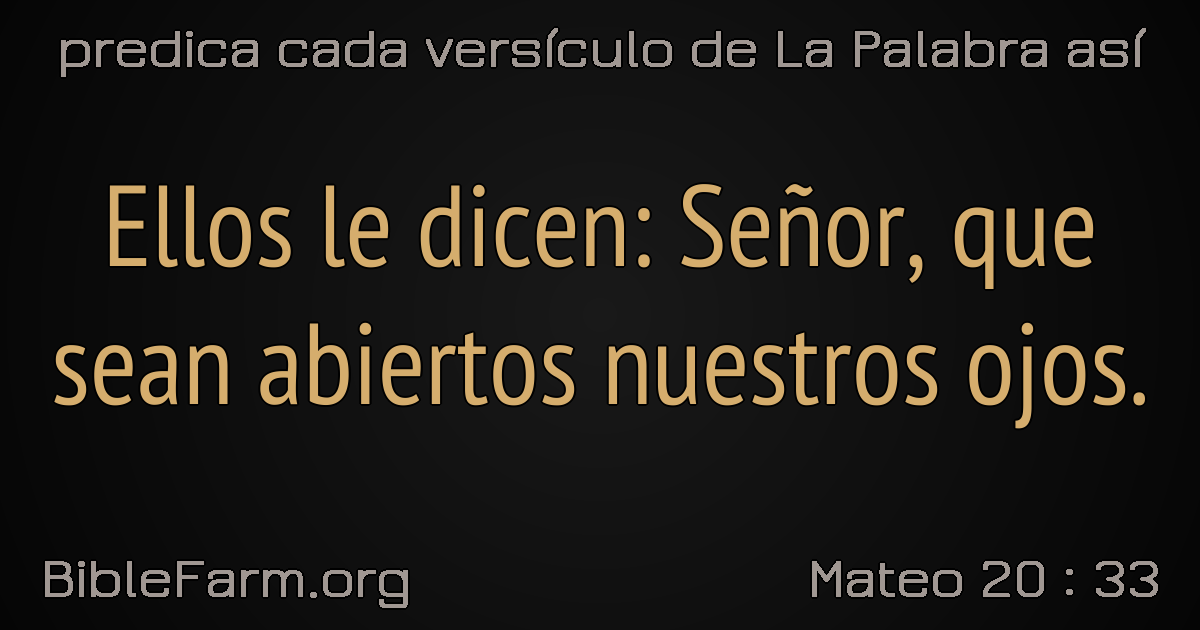 predica cada versículo de La Palabra así
Ellos le dicen: Señor, que
sean abiertos nuestros ojos.
BibleFarm.org
Mateo 20 : 33